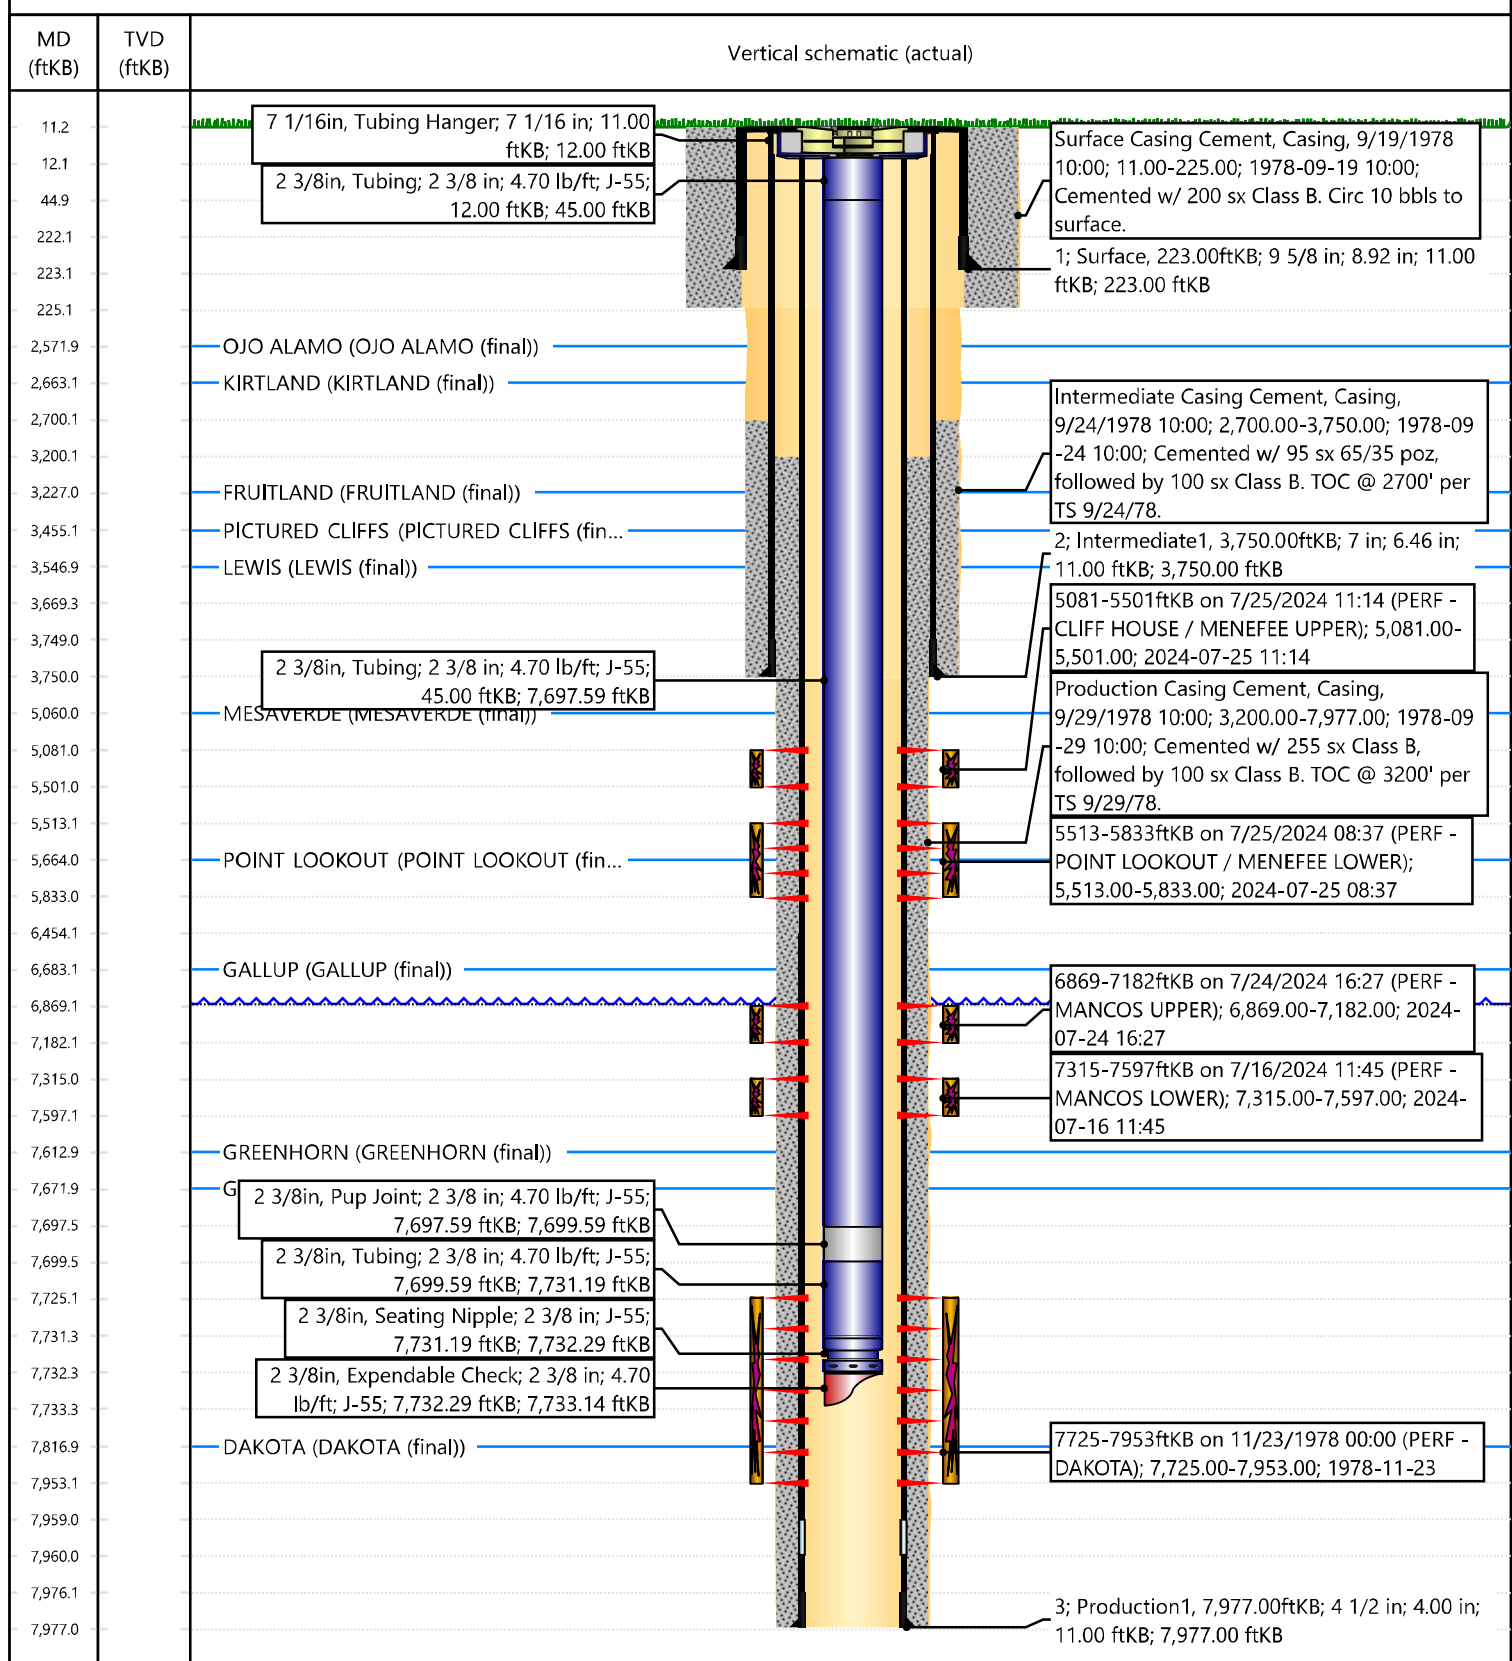 MD
(ftKB)
TVD
(ftKB)
Vertical schematic (actual)
11.2
12.1
44.9
222.1
223.1
225.1
2,571.9
2,663.1
2,700.1
3,200.1
3,227.0
3,455.1
3,546.9
3,669.3
3,749.0
3,750.0
5,060.0
5,081.0
5,501.0
5,513.1
5,664.0
5,833.0
6,454.1
6,683.1
6,869.1
7,182.1
7,315.0
7,597.1
7,612.9
7,671.9
7,697.5
7,699.5
7,725.1
7,731.3
7,732.3
7,733.3
7,816.9
7,953.1
7,959.0
7,960.0
7,976.1
7,977.0
7 1/16in, Tubing Hanger; 7 1/16 in; 11.00
ftKB; 12.00 ftKB
2 3/8in, Tubing; 2 3/8 in; 4.70 lb/ft; J-55;
12.00 ftKB; 45.00 ftKB
OJO ALAMO (OJO ALAMO (final))
KIRTLAND (KIRTLAND (final))
FRUITLAND (FRUITLAND (final))
PICTURED CLIFFS (PICTURED CLIFFS (fin...
LEWIS (LEWIS (final))
2 3/8in, Tubing; 2 3/8 in; 4.70 lb/ft; J-55;
45.00 ftKB; 7,697.59 ftKB
MESAVERDE (MESAVERDE (final))
POINT LOOKOUT (POINT LOOKOUT (fin...
GALLUP (GALLUP (final))
GREENHORN (GREENHORN (final))
G
2 3/8in, Pup Joint; 2 3/8 in; 4.70 lb/ft; J-55;
7,697.59 ftKB; 7,699.59 ftKB
2 3/8in, Tubing; 2 3/8 in; 4.70 lb/ft; J-55;
7,699.59 ftKB; 7,731.19 ftKB
2 3/8in, Seating Nipple; 2 3/8 in; J-55;
7,731.19 ftKB; 7,732.29 ftKB
2 3/8in, Expendable Check; 2 3/8 in; 4.70
lb/ft; J-55; 7,732.29 ftKB; 7,733.14 ftKB
DAKOTA (DAKOTA (final))
Surface Casing Cement, Casing, 9/19/1978
10:00; 11.00-225.00; 1978-09-19 10:00;
Cemented w/ 200 sx Class B. Circ 10 bbls to
surface.
1; Surface, 223.00ftKB; 9 5/8 in; 8.92 in; 11.00
ftKB; 223.00 ftKB
Intermediate Casing Cement, Casing,
9/24/1978 10:00; 2,700.00-3,750.00; 1978-09
-24 10:00; Cemented w/ 95 sx 65/35 poz,
followed by 100 sx Class B. TOC @ 2700' per
TS 9/24/78.
2; Intermediate1, 3,750.00ftKB; 7 in; 6.46 in;
11.00 ftKB; 3,750.00 ftKB
5081-5501ftKB on 7/25/2024 11:14 (PERF -
CLIFF HOUSE / MENEFEE UPPER); 5,081.00-
5,501.00; 2024-07-25 11:14
Production Casing Cement, Casing,
9/29/1978 10:00; 3,200.00-7,977.00; 1978-09
-29 10:00; Cemented w/ 255 sx Class B,
followed by 100 sx Class B. TOC @ 3200' per
TS 9/29/78.
5513-5833ftKB on 7/25/2024 08:37 (PERF -
POINT LOOKOUT / MENEFEE LOWER);
5,513.00-5,833.00; 2024-07-25 08:37
6869-7182ftKB on 7/24/2024 16:27 (PERF -
MANCOS UPPER); 6,869.00-7,182.00; 2024-
07-24 16:27
7315-7597ftKB on 7/16/2024 11:45 (PERF -
MANCOS LOWER); 7,315.00-7,597.00; 2024-
07-16 11:45
7725-7953ftKB on 11/23/1978 00:00 (PERF -
DAKOTA); 7,725.00-7,953.00; 1978-11-23
3; Production1, 7,977.00ftKB; 4 1/2 in; 4.00 in;
11.00 ftKB; 7,977.00 ftKB